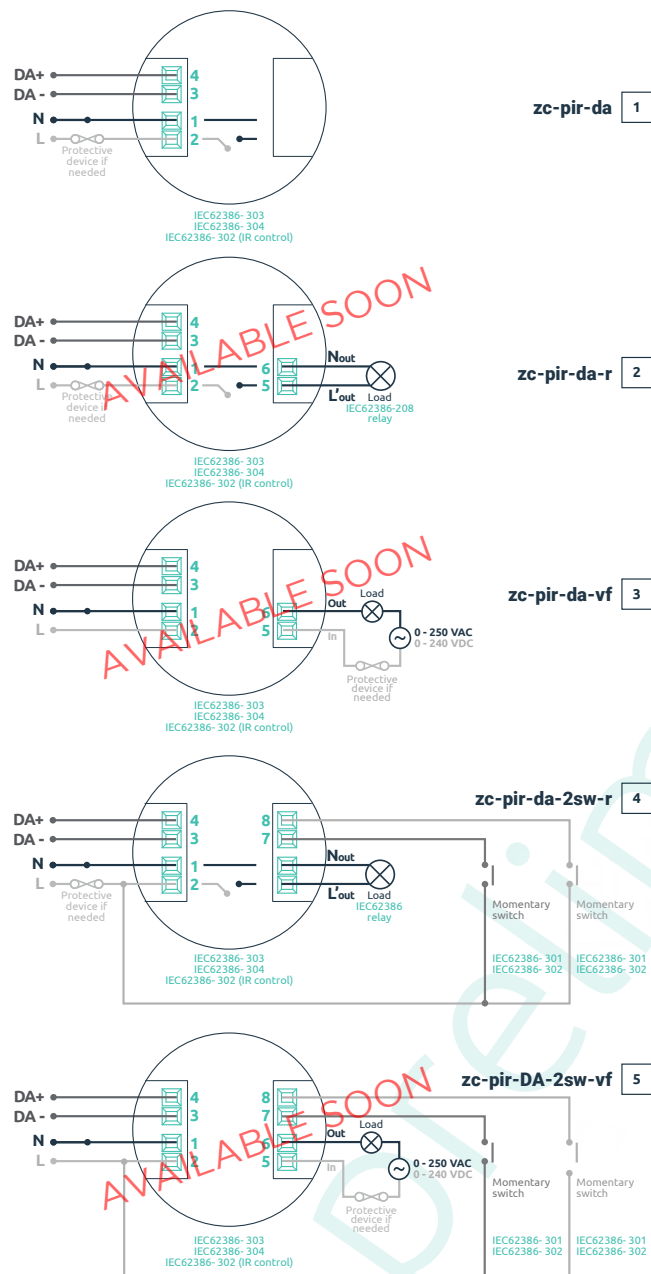 zc-pir-da 1
DA+ 4
DA - 3
N 1
L 2
Protective
device if
needed
IEC62386- 303
IEC62386- 304
IEC62386- 302 (IR control)
zc-pir-da-r 2
AVAILABLE SOON
DA+ 4
DA - 3
N 1 6 Nout
L 2 5 L'out
Protective
device if
needed
Load
IEC62386-208
relay
IEC62386- 303
IEC62386- 304
IEC62386- 302 (IR control)
zc-pir-da-vf 3
AVAILABLE SOON
DA+ 4
DA - 3
N 1 6 Out Load
L 2 5 In
0 - 250 VAC
0 - 240 VDC
Protective
device if
needed
IEC62386- 303
IEC62386- 304
IEC62386- 302 (IR control)
zc-pir-da-2sw-r 4
DA+ 4 8
DA - 3 7
N 1 Nout
L 2 L'out
Protective
device if
needed
Load
IEC62386
relay
Momentary
switch
Momentary
switch
IEC62386- 301
IEC62386- 302
IEC62386- 301
IEC62386- 302
IEC62386- 303
IEC62386- 304
IEC62386- 302 (IR control)
zc-pir-DA-2sw-vf 5
AVAILABLE SOON
DA+ 4 8
DA - 3 7
N 1 6 Out Load
L 2 5 In
0 - 250 VAC
0 - 240 VDC
Protective
device if
needed
Momentary
switch
Momentary
switch
IEC62386- 301
IEC62386- 302
IEC62386- 301
IEC62386- 302
IEC62386- 303
IEC62386- 304
IEC62386- 302 (IR control)
Prelim